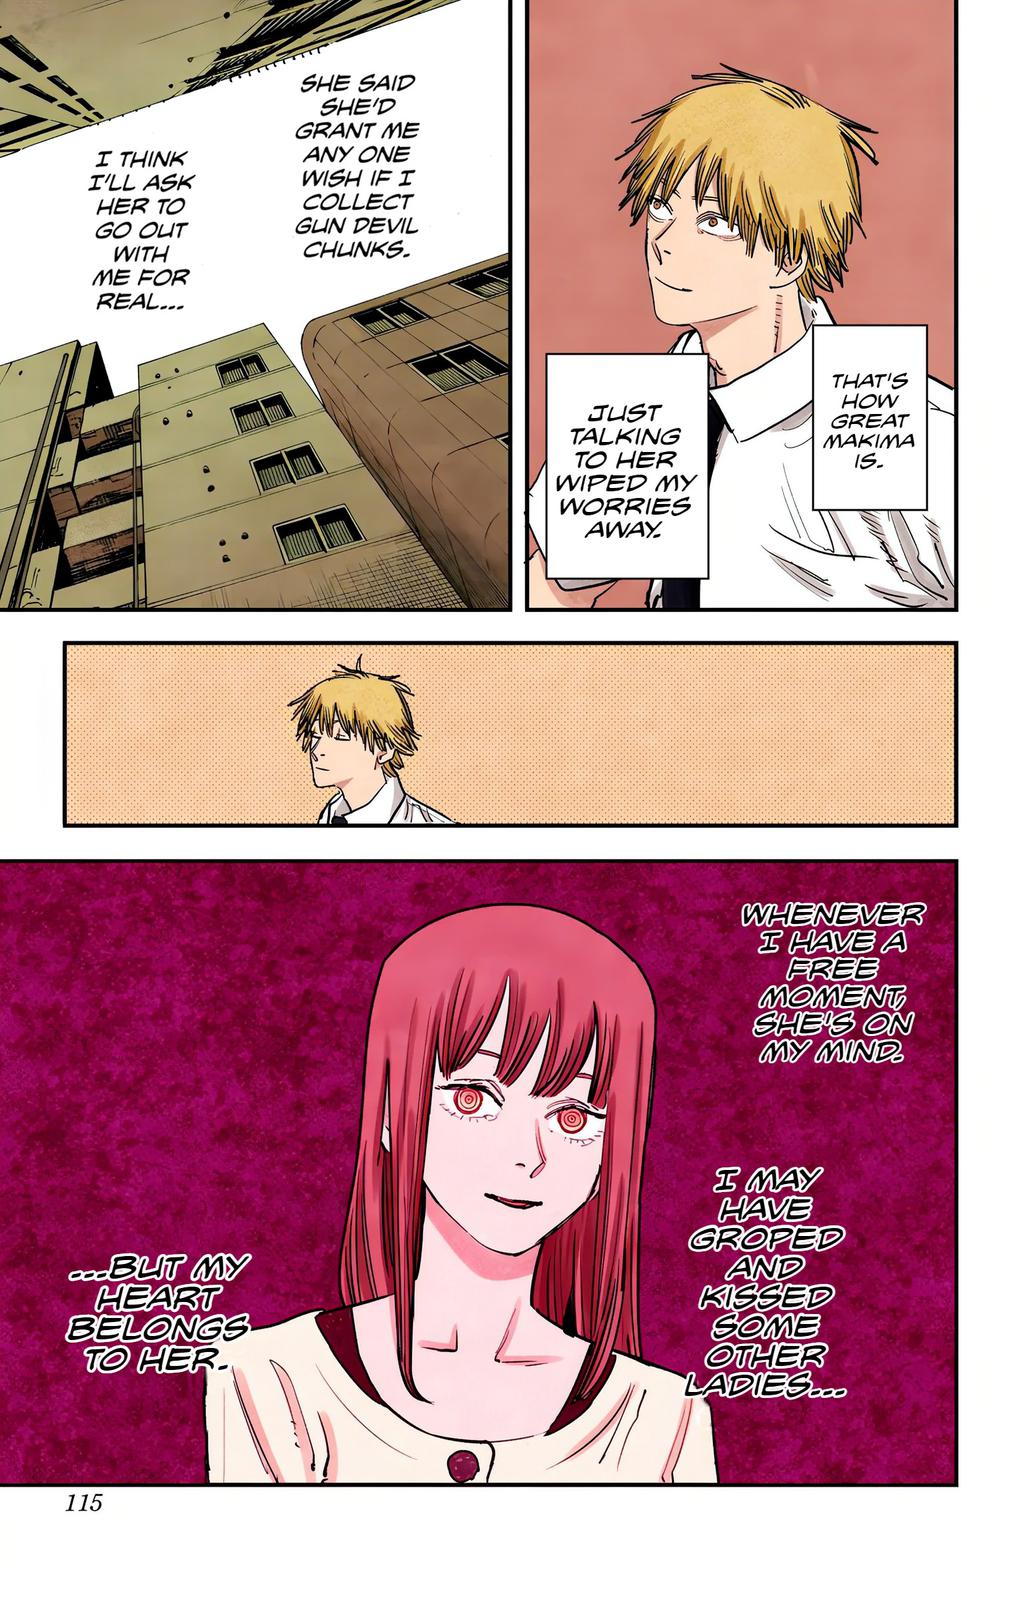 THAT'S
HOW
GREAT
MAKIMA
IS.
JUST
TALKING
TO HER
WIPED MY
WORRIES
AWAY.
SHE SAID
SHE'D
GRANT ME
ANY ONE
WISH IF I
COLLECT
GUN DEVIL
CHUNKS.
I THINK
I'LL ASK
HER TO
GO OUT
WITH
ME FOR
REAL...
WHENEVER
I HAVE A
FREE
MOMENT,
SHE'S ON
MY MIND.
I MAY
HAVE
GROPED
AND
KISSED
SOME
OTHER
LADIES...
...BUT MY
HEART
BELONGS
TO HER.
115